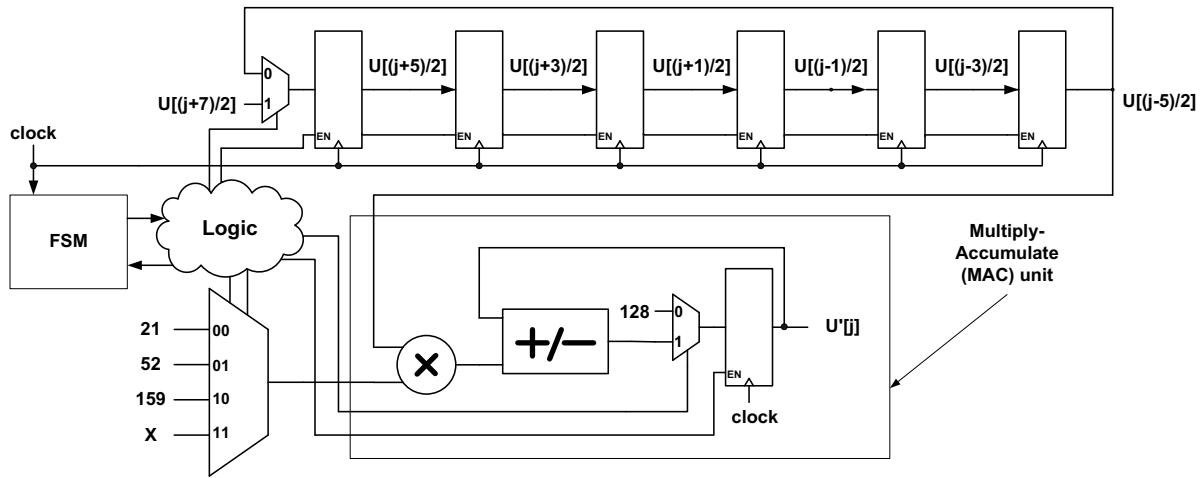 U[(j+5)/2]
U[(j+3)/2]
U[(j+1)/2]
U[(j-1)/2]
U[(j-3)/2]
0
U[(j+7)/2]
1
U[(j-5)/2]
clock
EN
EN
EN
EN
EN
EN
FSM
Logic
Multiply-
Accumulate
(MAC) unit
21
00
52
01
159
10
X
11
×
+/−
128
0
1
U'[j]
EN
clock